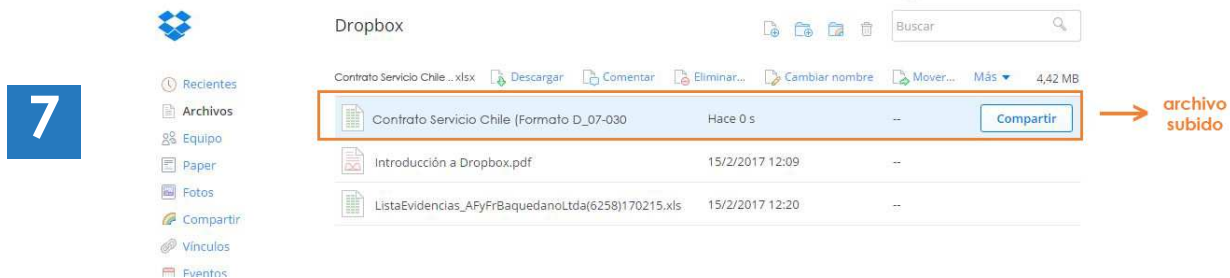 7
Dropbox
Buscar
Recientes
Archivos
Equipo
Paper
Fotos
Compartir
Vínculos
Eventos
Contrato Servicio Chile .. xlsx Descargar Comentar Eliminar... Cambiar nombre Mover... Más 4,42 MB
Contrato Servicio Chile (Formato D_07-030 Hace 0 s -- Compartir
Introducción a Dropbox.pdf 15/2/2017 12:09 --
ListaEvidencias_AFyFrBaquedanoLtda(6258)170215.xls 15/2/2017 12:20 --
archivo
subido